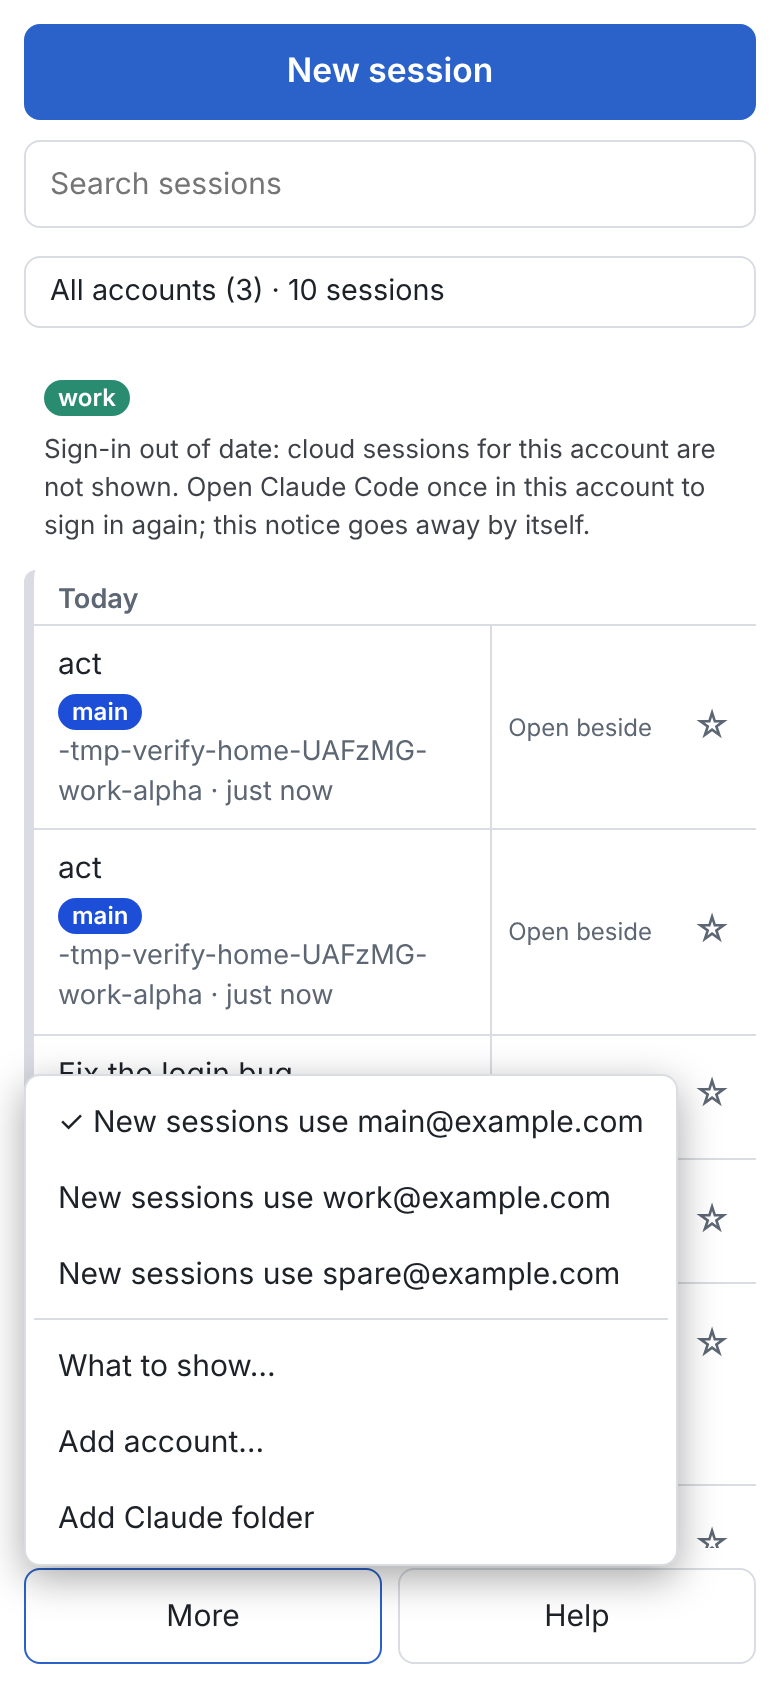 New session
Search sessions
All accounts (3) · 10 sessions
work
Sign-in out of date: cloud sessions for this account are
not shown. Open Claude Code once in this account to
sign in again; this notice goes away by itself.
Today
act
main
-tmp-verify-home-UAFzMG-
work-alpha · just now
Open beside
act
main
-tmp-verify-home-UAFzMG-
work-alpha · just now
Open beside
Fix the login bug
✓ New sessions use main@example.com
New sessions use work@example.com
New sessions use spare@example.com
What to show...
Add account...
Add Claude folder
More
Help